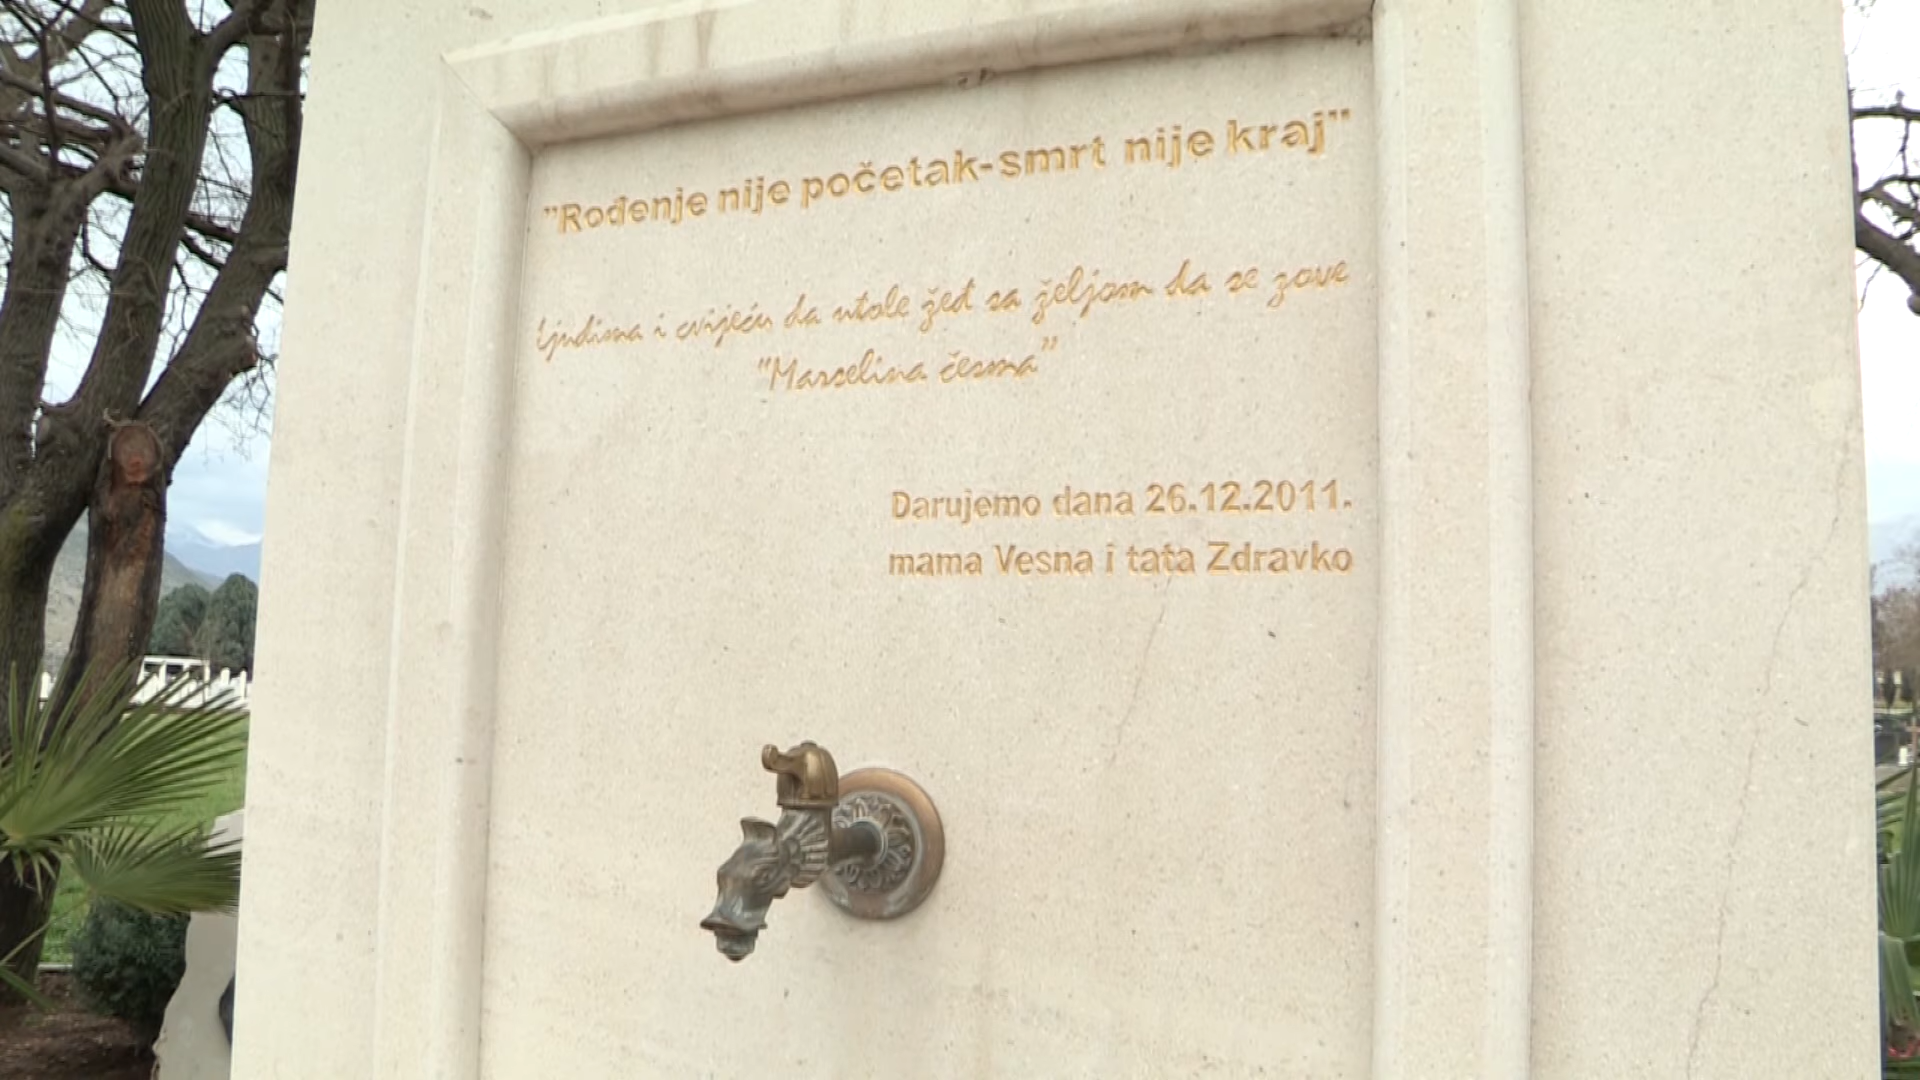 "Rođenje nije početak-smrt nije kraj"
ljudima i cvijeću da utole žeđ sa željom da se zove
"Marselina česma"
Darujemo dana 26.12.2011.
mama Vesna i tata Zdravko